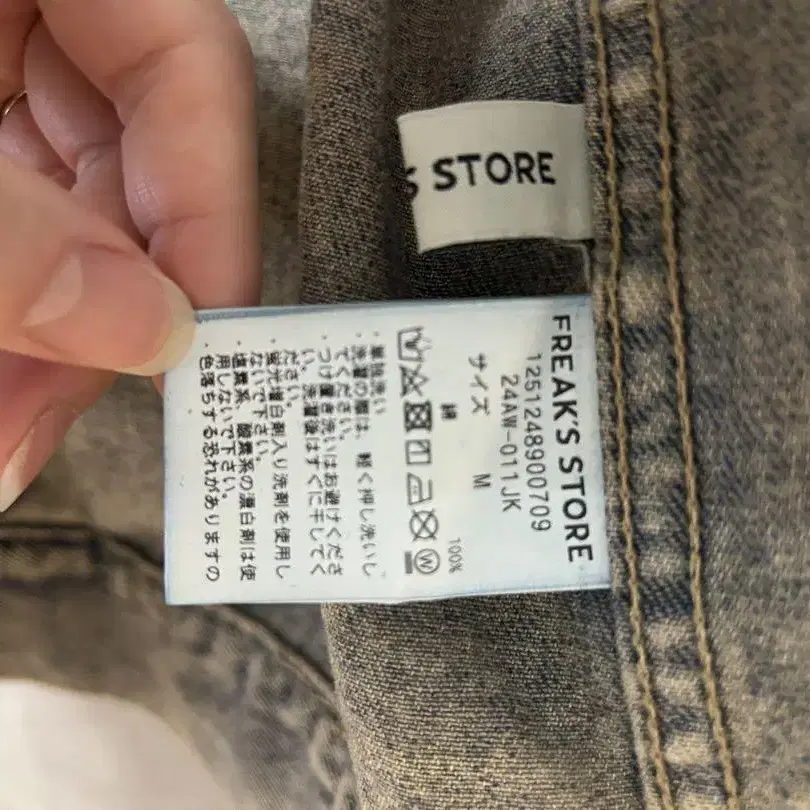 S STORE
FREAK'S STORE
1251248900709
24AW-011JK
サイズ M
綿 100%
W
・単独洗い
・洗濯の際は、軽く押し洗いし
てください。
・つけ置き洗いはお避けくださ
い。洗濯後はすぐに干してく
ださい。
・蛍光増白剤入り洗剤を使用し
ないで下さい。
・塩素系、酸素系の漂白剤は使
用しないで下さい。
・色落ちする恐れがありますの